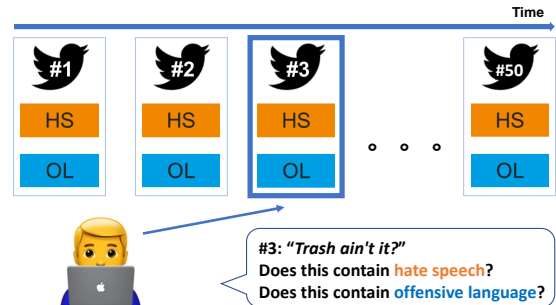 Time
#1 #2 #3 #50
HS HS HS HS
OL OL OL OL
#3: “Trash ain't it?”
Does this contain hate speech?
Does this contain offensive language?